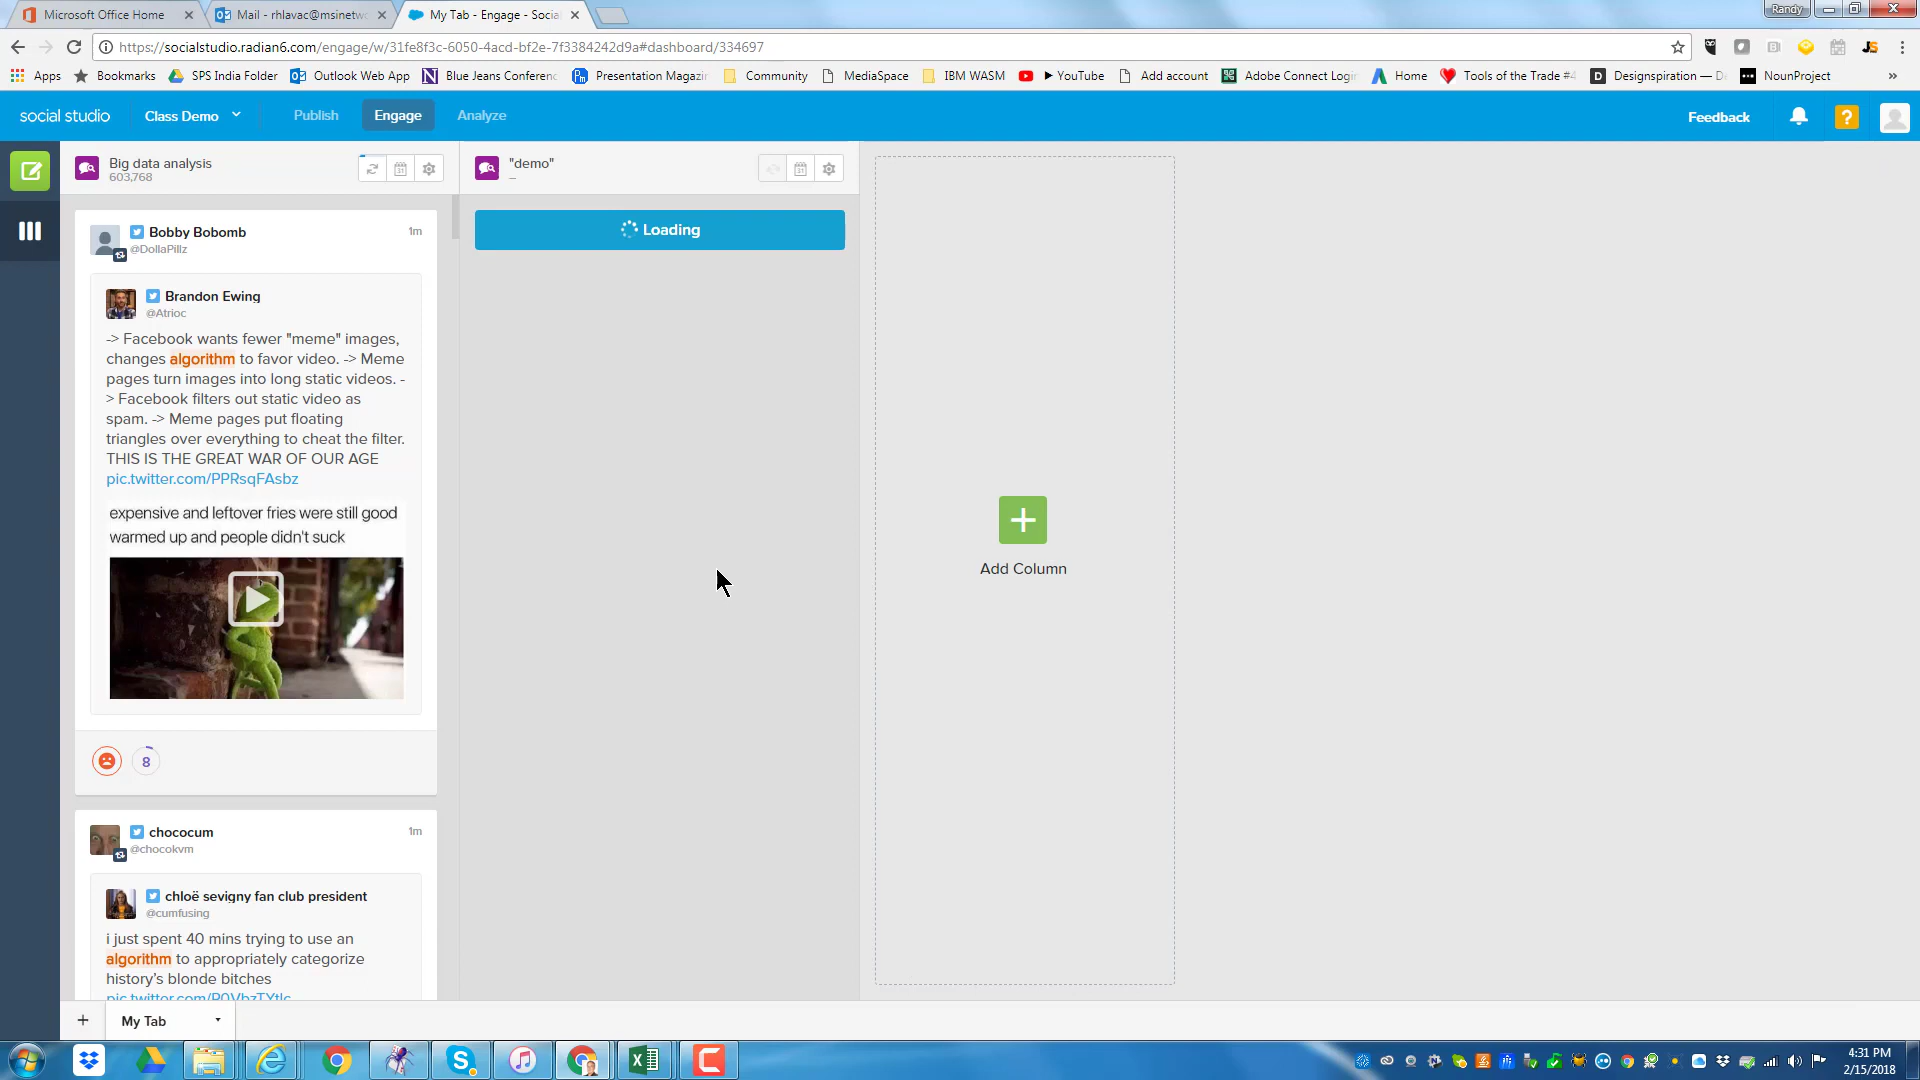 Microsoft Office Home
Mail - rhlavac@msinetwo
My Tab - Engage - Socia
Randy
https://socialstudio.radian6.com/engage/w/31fe8f3c-6050-4acd-bf2e-7f3384242d9a#dashboard/334697
Apps
Bookmarks
SPS India Folder
Outlook Web App
Blue Jeans Conferenc
Presentation Magazin
Community
MediaSpace
IBM WASM
YouTube
Add account
Adobe Connect Login
Home
Tools of the Trade #4
Designspiration — D
NounProject
»
social studio
Class Demo
Publish
Engage
Analyze
Feedback
?
Big data analysis
603,768
"demo"
–
Loading
Bobby Bobomb
1m
@DollaPillz
Brandon Ewing
@Atrioc
-> Facebook wants fewer "meme" images,
changes algorithm to favor video. -> Meme
pages turn images into long static videos. -
> Facebook filters out static video as
spam. -> Meme pages put floating
triangles over everything to cheat the filter.
THIS IS THE GREAT WAR OF OUR AGE
pic.twitter.com/PPRsqFAsbz
expensive and leftover fries were still good
warmed up and people didn't suck
8
chococum
1m
@chocokvm
chloë sevigny fan club president
@cumfusing
i just spent 40 mins trying to use an
algorithm to appropriately categorize
history's blonde bitches
pic.twitter.com/P0VbzTYtIc
Add Column
+
My Tab
4:31 PM
2/15/2018